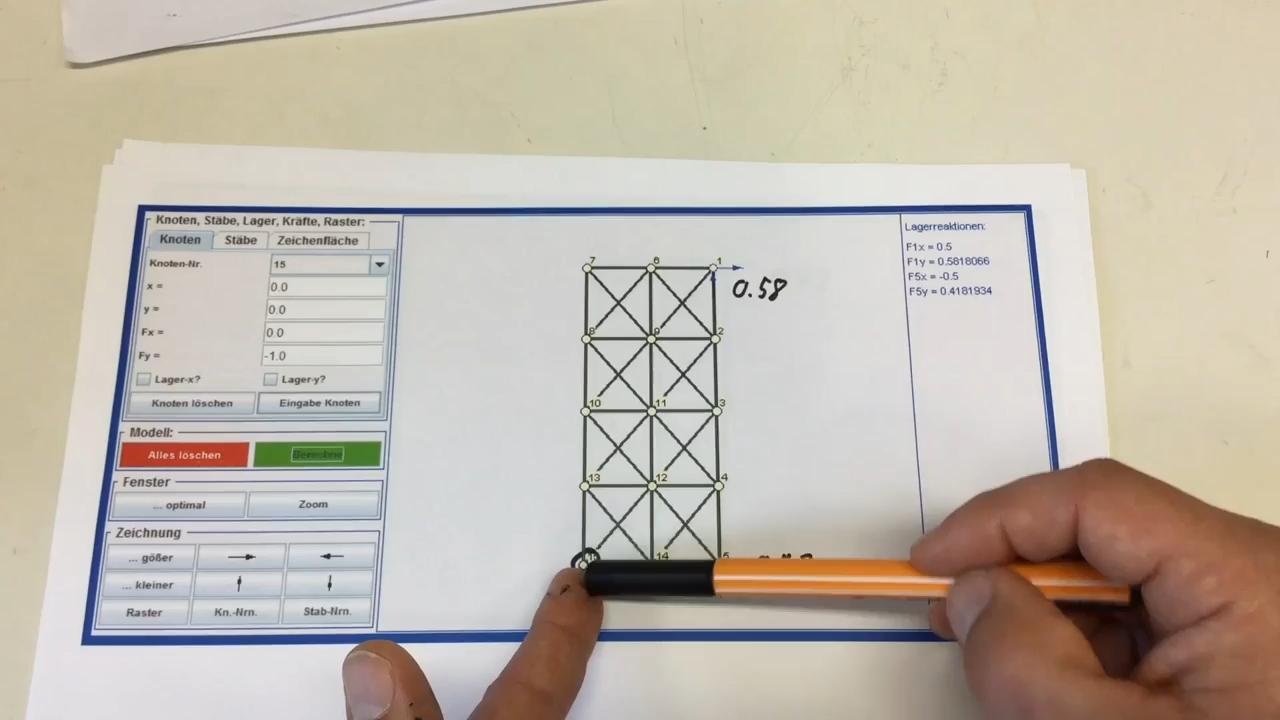 Knoten, Stäbe, Lager, Kräfte, Raster:
Knoten Stäbe Zeichenfläche
Knoten-Nr. 15
x = 0.0
y = 0.0
Fx = 0.0
Fy = -1.0
Lager-x? Lager-y?
Knoten löschen Eingabe Knoten
Modell:
Alles löschen Berechne
Fenster
... optimal Zoom
Zeichnung
... gößer
... kleiner
Raster Kn.-Nrn. Stab-Nrn.
7 6 1
0.58
8 9 2
10 11 3
13 12 4
14 5
Lagerreaktionen:
F1x = 0.5
F1y = 0.5818066
F5x = -0.5
F5y = 0.4181934